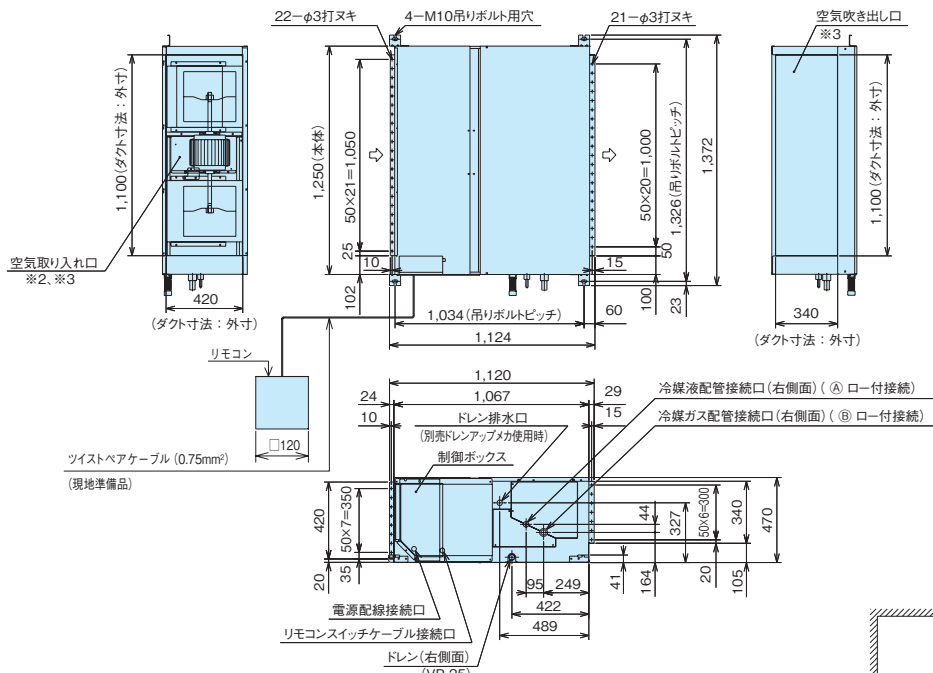 22−φ3打ヌキ
4−M10吊りボルト用穴
21−φ3打ヌキ
空気吹き出し口
※3
1,100(ダクト寸法：外寸)
1,250(本体)
50×21=1,050
25
10
102
50×20=1,000
1,326(吊りボルトピッチ)
1,372
50
15
100
23
1,100(ダクト寸法：外寸)
空気取り入れ口
※2、※3
420
(ダクト寸法：外寸)
1,034(吊りボルトピッチ)
60
1,124
340
(ダクト寸法：外寸)
リモコン
□120
ツイストペアケーブル(0.75mm²)
(現地準備品)
1,120
24
1,067
29
10
15
ドレン排水口
(別売ドレンアップメカ使用時)
制御ボックス
冷媒液配管接続口(右側面)(Ⓐ ロー付接続)
冷媒ガス配管接続口(右側面)(Ⓑ ロー付接続)
420
50×7=350
20
35
44
327
50×6=300
340
470
41
164
20
105
95
249
422
489
電源配線接続口
リモコンスイッチケーブル接続口
ドレン(右側面)
(VP-25)